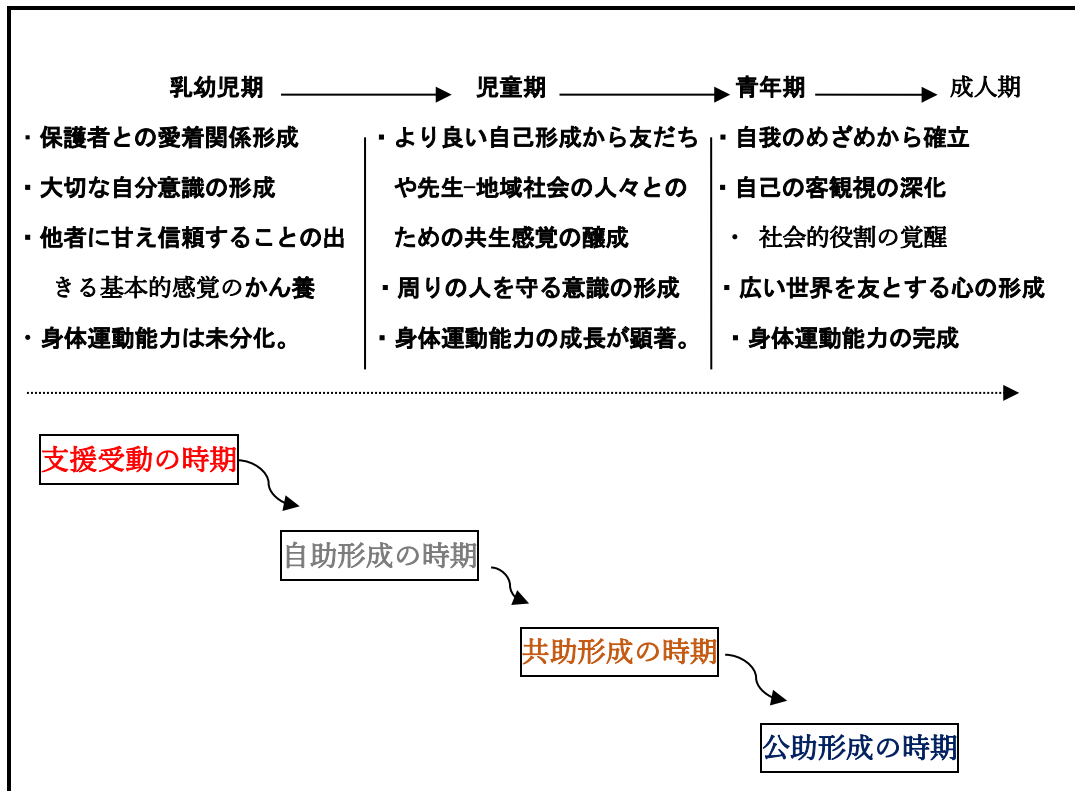 乳幼児期
児童期
青年期
成人期
・保護者との愛着関係形成
・大切な自分意識の形成
・他者に甘え信頼することの出
きる基本的感覚のかん養
・身体運動能力は未分化。
・より良い自己形成から友だち
や先生−地域社会の人々との
ための共生感覚の醸成
・周りの人を守る意識の形成
・身体運動能力の成長が顕著。
・自我のめざめから確立
・自己の客観視の深化
・ 社会的役割の覚醒
・広い世界を友とする心の形成
・身体運動能力の完成
支援受動の時期
自助形成の時期
共助形成の時期
公助形成の時期